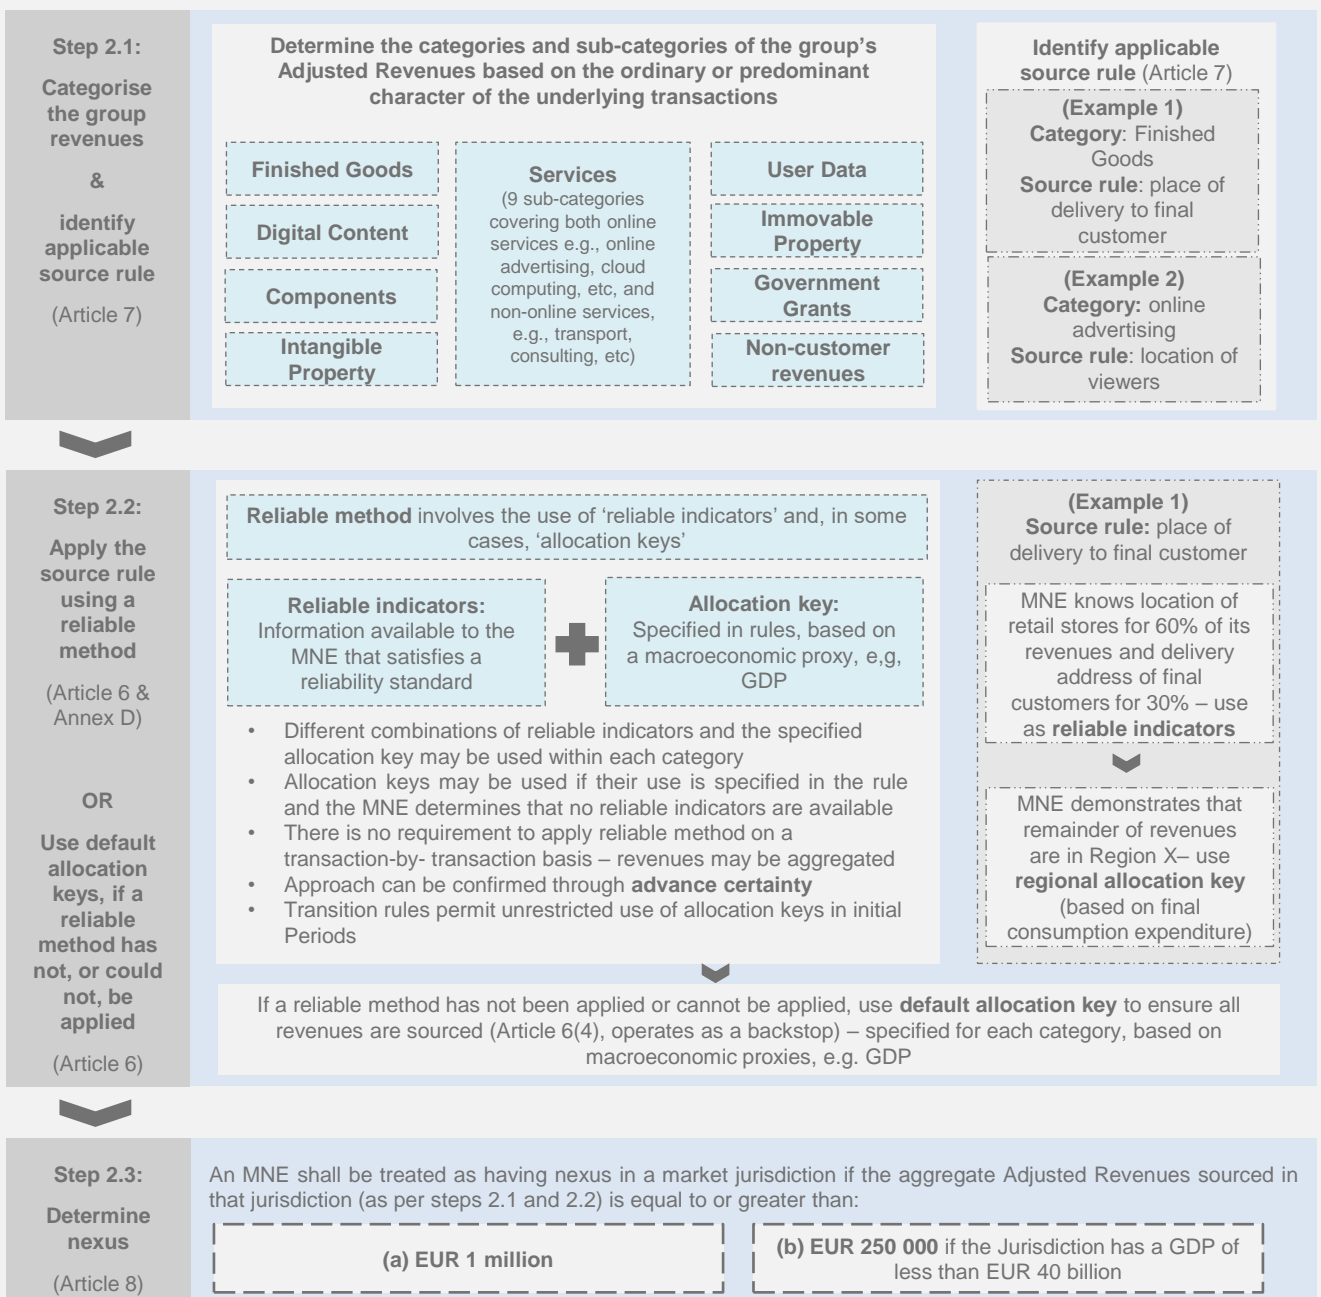 Step 2.1:
Categorise
the group
revenues
&
identify
applicable
source rule
(Article 7)
Determine the categories and sub-categories of the group's
Adjusted Revenues based on the ordinary or predominant
character of the underlying transactions
Finished Goods
Digital Content
Components
Intangible
Property
Services
(9 sub-categories
covering both online
services e.g., online
advertising, cloud
computing, etc, and
non-online services,
e.g., transport,
consulting, etc)
User Data
Immovable
Property
Government
Grants
Non-customer
revenues
Identify applicable
source rule (Article 7)
(Example 1)
Category: Finished
Goods
Source rule: place of
delivery to final
customer
(Example 2)
Category: online
advertising
Source rule: location of
viewers
Step 2.2:
Apply the
source rule
using a
reliable
method
(Article 6 &
Annex D)
OR
Use default
allocation
keys, if a
reliable
method has
not, or could
not, be
applied
(Article 6)
Reliable method involves the use of ‘reliable indicators’ and, in some
cases, ‘allocation keys’
Reliable indicators:
Information available to the
MNE that satisfies a
reliability standard
Allocation key:
Specified in rules, based on
a macroeconomic proxy, e,g,
GDP
• Different combinations of reliable indicators and the specified
allocation key may be used within each category
• Allocation keys may be used if their use is specified in the rule
and the MNE determines that no reliable indicators are available
• There is no requirement to apply reliable method on a
transaction-by- transaction basis – revenues may be aggregated
• Approach can be confirmed through advance certainty
• Transition rules permit unrestricted use of allocation keys in initial
Periods
(Example 1)
Source rule: place of
delivery to final customer
MNE knows location of
retail stores for 60% of its
revenues and delivery
address of final
customers for 30% – use
as reliable indicators
MNE demonstrates that
remainder of revenues
are in Region X– use
regional allocation key
(based on final
consumption expenditure)
If a reliable method has not been applied or cannot be applied, use default allocation key to ensure all
revenues are sourced (Article 6(4), operates as a backstop) – specified for each category, based on
macroeconomic proxies, e.g. GDP
Step 2.3:
Determine
nexus
(Article 8)
An MNE shall be treated as having nexus in a market jurisdiction if the aggregate Adjusted Revenues sourced in
that jurisdiction (as per steps 2.1 and 2.2) is equal to or greater than:
(a) EUR 1 million
(b) EUR 250 000 if the Jurisdiction has a GDP of
less than EUR 40 billion